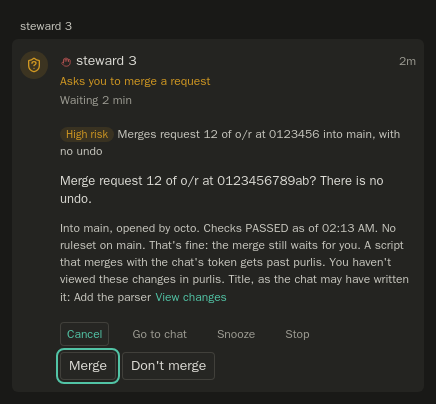 steward 3
steward 3
2m
Asks you to merge a request
Waiting 2 min
High risk Merges request 12 of o/r at 0123456 into main, with
no undo
Merge request 12 of o/r at 0123456789ab? There is no
undo.
Into main, opened by octo. Checks PASSED as of 02:13 AM. No
ruleset on main. That's fine: the merge still waits for you. A script
that merges with the chat's token gets past purlis. You haven't
viewed these changes in purlis. Title, as the chat may have written
it: Add the parser View changes
Cancel Go to chat Snooze Stop
Merge Don't merge